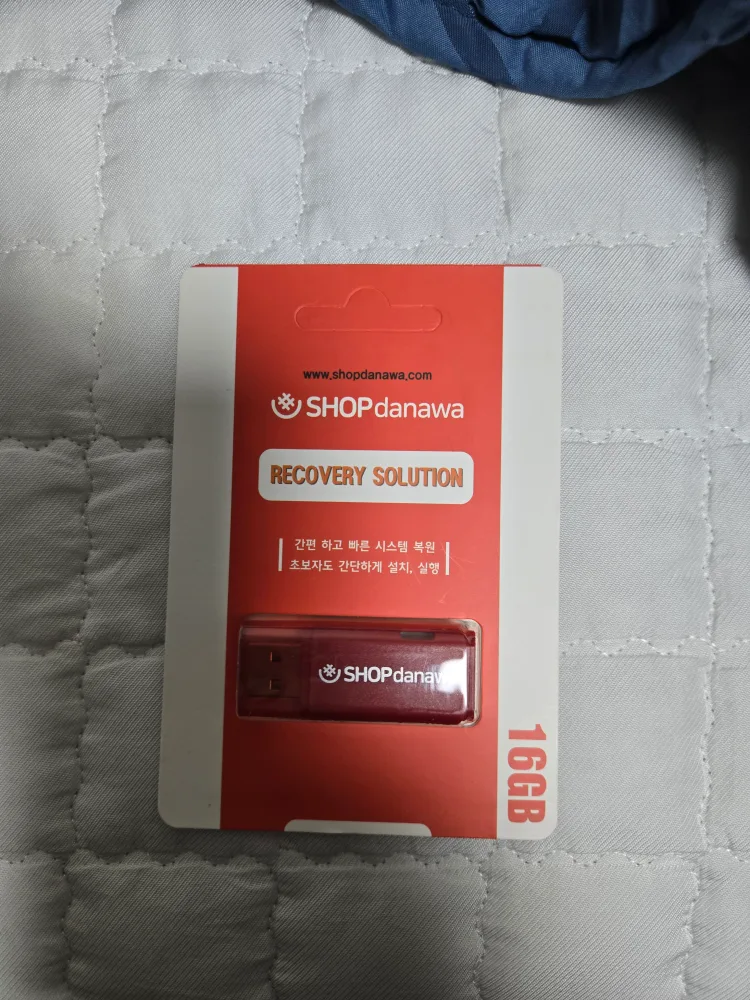 www.shopdanawa.com
SHOPdanawa
RECOVERY SOLUTION
간편 하고 빠른 시스템 복원
초보자도 간단하게 설치, 실행
SHOPdanaw
16GB